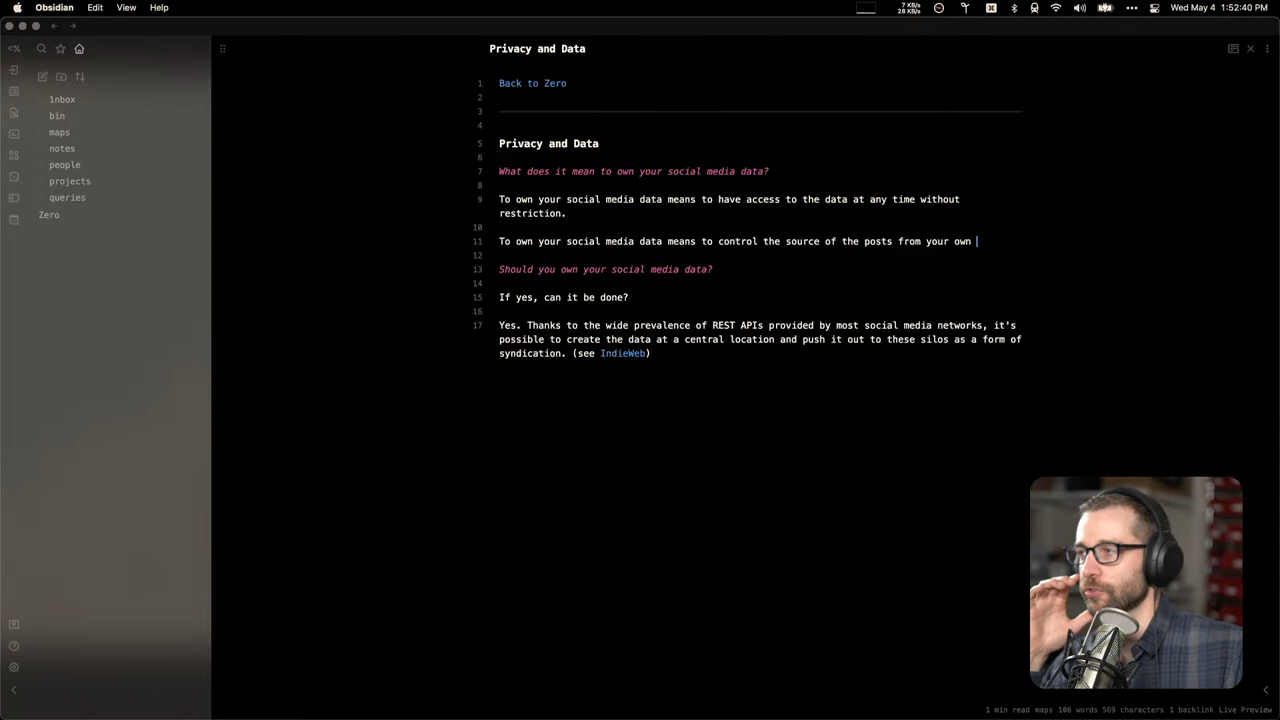 Obsidian Edit View Help
7 KB/s
28 KB/s
Wed May 4 1:52:40 PM
Privacy and Data
1nbox
bin
maps
notes
people
projects
queries
Zero
1 Back to Zero
2
3
4
5 Privacy and Data
6
7 What does it mean to own your social media data?
8
9 To own your social media data means to have access to the data at any time without
restriction.
10
11 To own your social media data means to control the source of the posts from your own
12
13 Should you own your social media data?
14
15 If yes, can it be done?
16
17 Yes. Thanks to the wide prevalence of REST APIs provided by most social media networks, it's
possible to create the data at a central location and push it out to these silos as a form of
syndication. (see IndieWeb)
1 min read maps 106 words 569 characters 1 backlink Live Preview